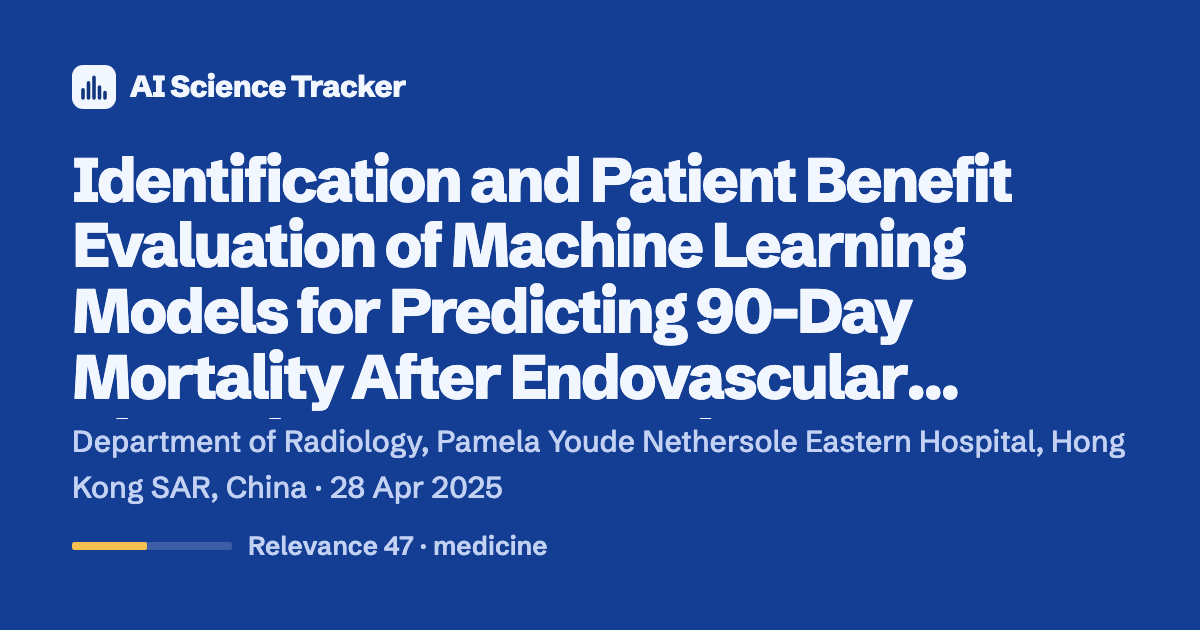 AI Science Tracker
Identification and Patient Benefit
Evaluation of Machine Learning
Models for Predicting 90-Day
Mortality After Endovascular...
Department of Radiology, Pamela Youde Nethersole Eastern Hospital, Hong
Kong SAR, China · 28 Apr 2025
Relevance 47 · medicine